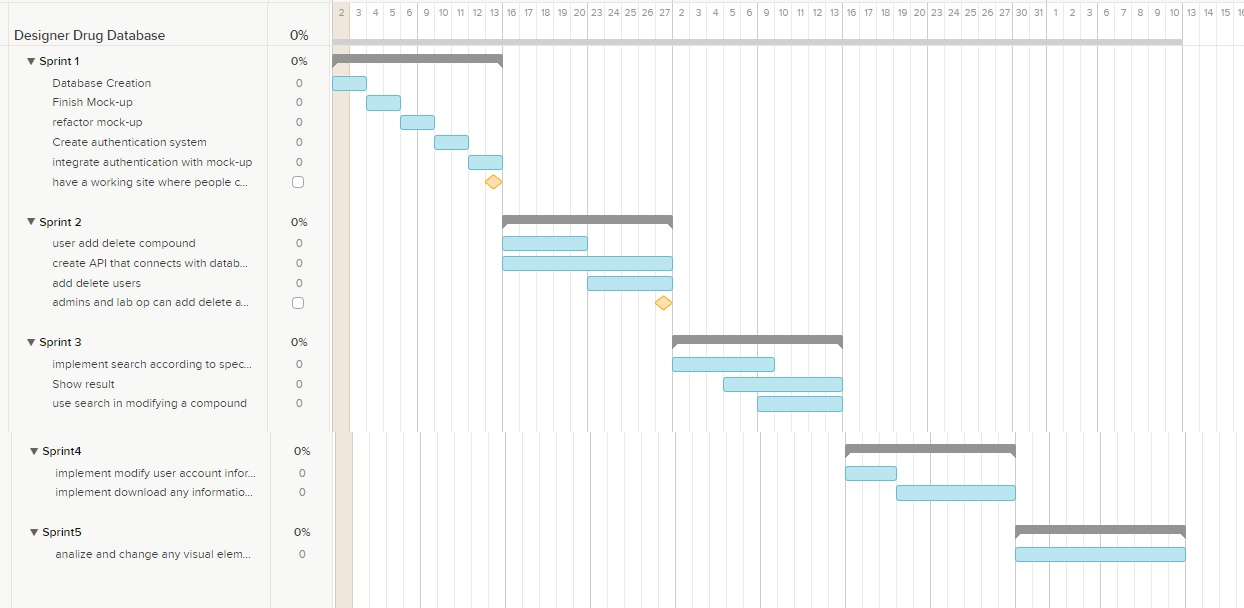 2 3 4 5 6 9 10 11 12 13 16 17 18 19 20 23 24 25 26 27 2 3 4 5 6 9 10 11 12 13 16 17 18 19 20 23 24 25 26 27 30 31 1 2 3 6 7 8 9 10 13 14 15 16
Designer Drug Database 0%
Sprint 1 0%
Database Creation 0
Finish Mock-up 0
refactor mock-up 0
Create authentication system 0
integrate authentication with mock-up 0
have a working site where people c...
Sprint 2 0%
user add delete compound 0
create API that connects with datab... 0
add delete users 0
admins and lab op can add delete a...
Sprint 3 0%
implement search according to spec... 0
Show result 0
use search in modifying a compound 0
Sprint4 0%
implement modify user account infor... 0
implement download any informatio... 0
Sprint5 0%
analize and change any visual elem... 0